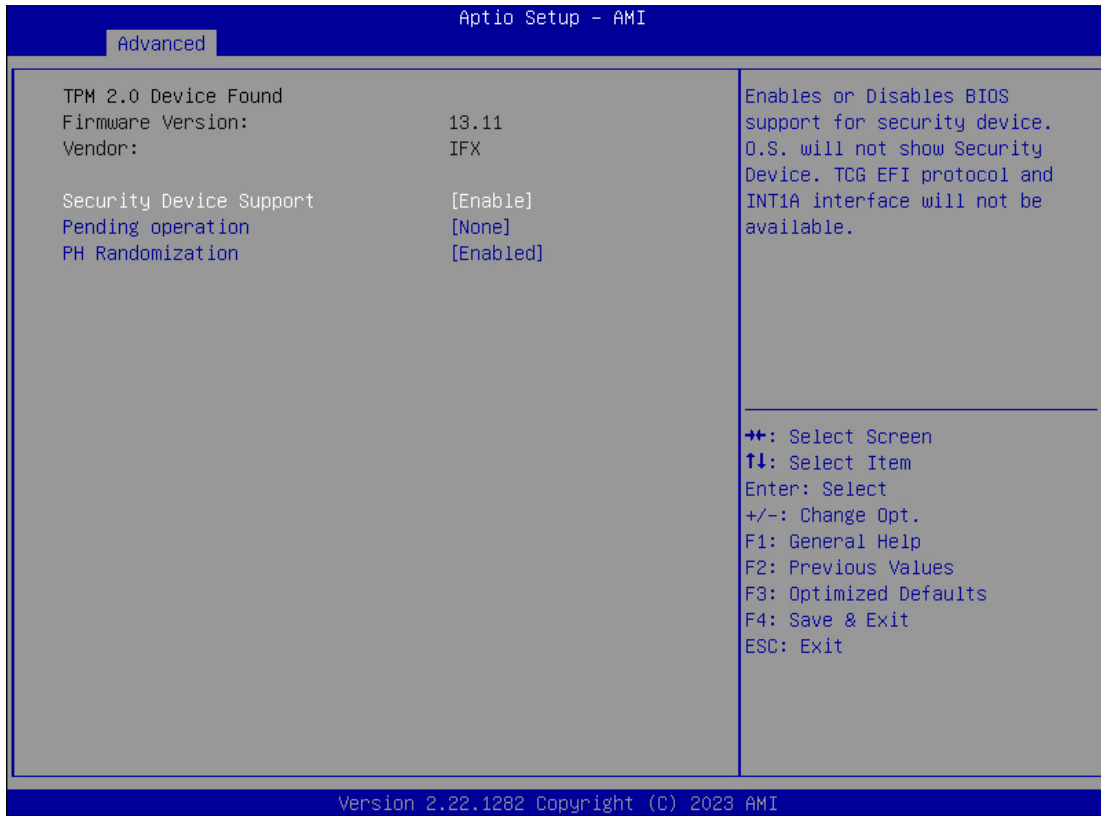 Aptio Setup – AMI
Advanced
TPM 2.0 Device Found
Firmware Version: 13.11
Vendor: IFX
Security Device Support [Enable]
Pending operation [None]
PH Randomization [Enabled]
Enables or Disables BIOS
support for security device.
O.S. will not show Security
Device. TCG EFI protocol and
INT1A interface will not be
available.
→←: Select Screen
↑↓: Select Item
Enter: Select
+/-: Change Opt.
F1: General Help
F2: Previous Values
F3: Optimized Defaults
F4: Save & Exit
ESC: Exit
Version 2.22.1282 Copyright (C) 2023 AMI